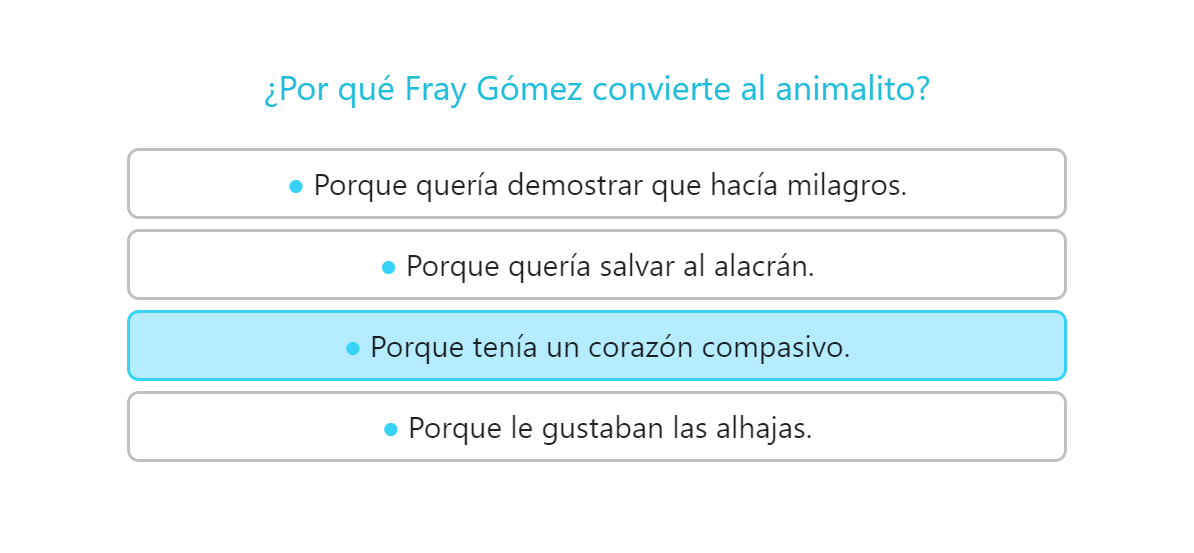 ¿Por qué Fray Gómez convierte al animalito?
● Porque quería demostrar que hacía milagros.
● Porque quería salvar al alacrán.
● Porque tenía un corazón compasivo.
● Porque le gustaban las alhajas.